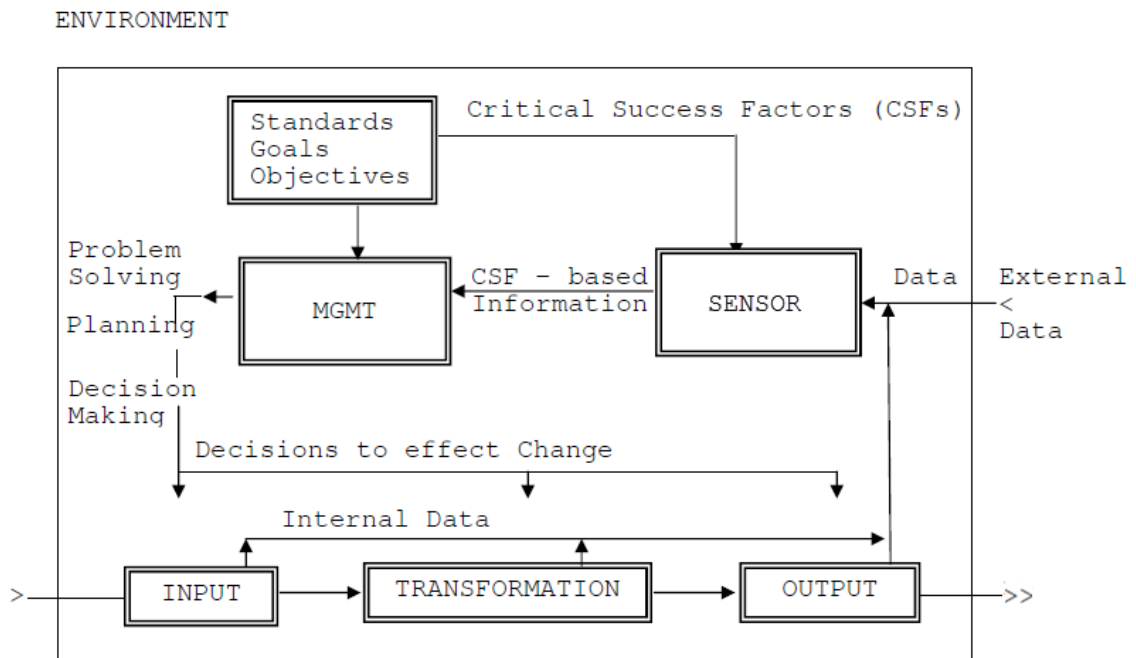 ENVIRONMENT
Standards
Goals
Objectives
Critical Success Factors (CSFs)
Problem
Solving
Planning
Decision
Making
MGMT
CSF - based
Information
SENSOR
Data
External
<
Data
Decisions to effect Change
Internal Data
>
INPUT
TRANSFORMATION
OUTPUT
>>